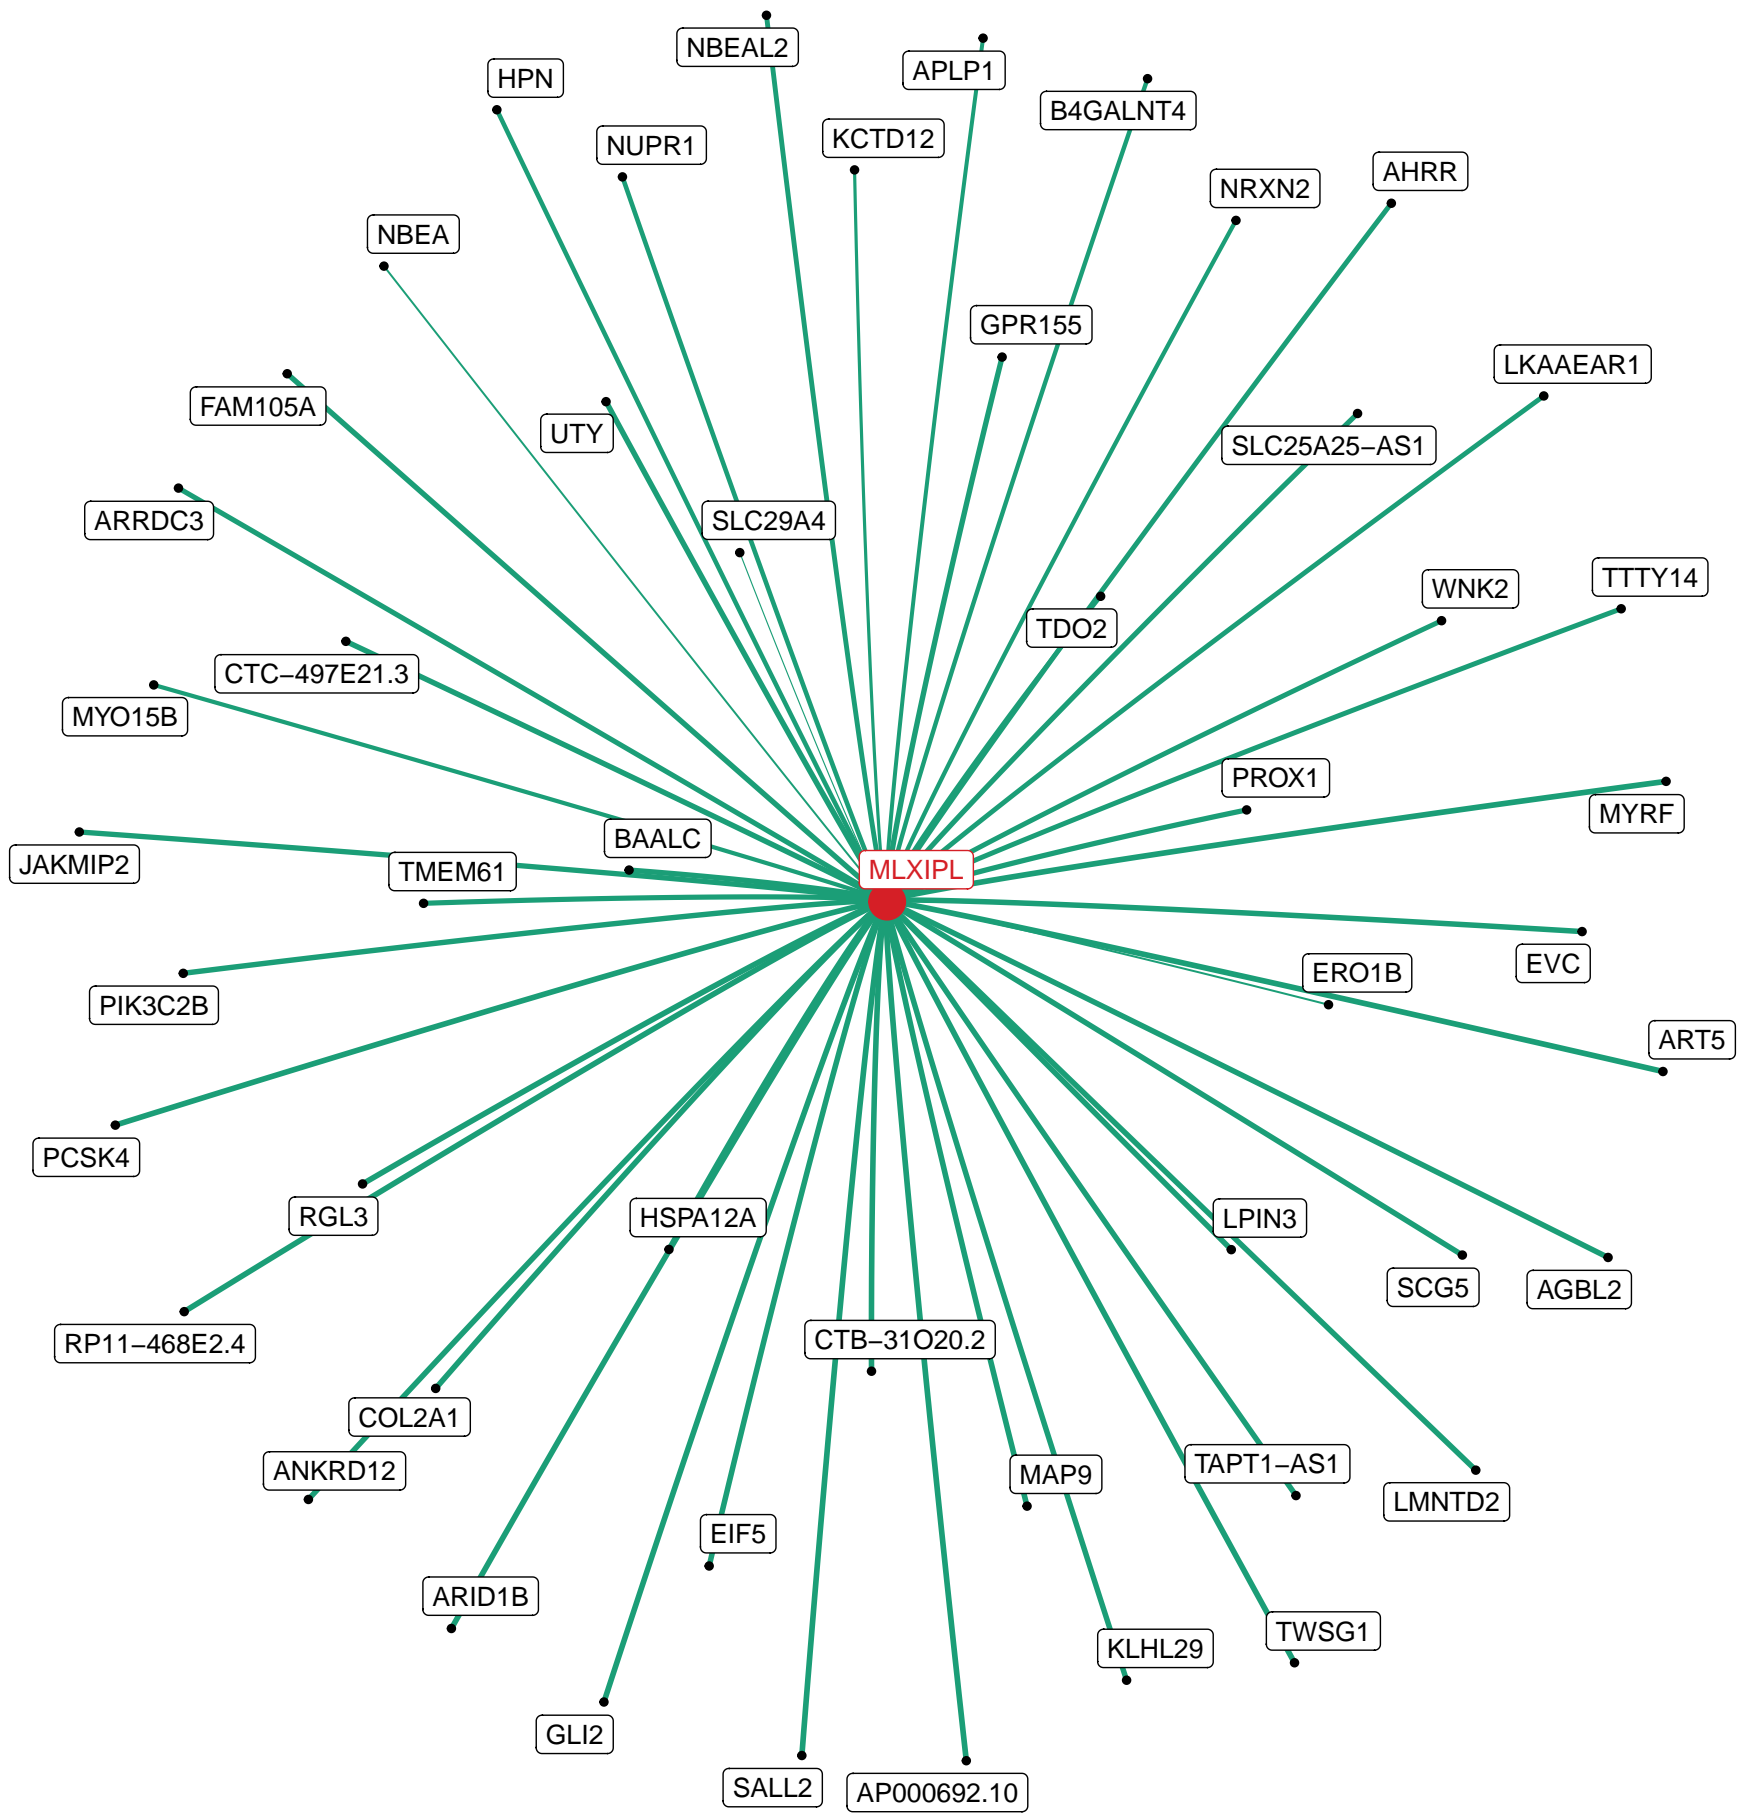 NBEAL2
APLP1
HPN
B4GALNT4
KCTD12
NUPR1
AHRR
NRXN2
NBEA
GPR155
LKAAEAR1
FAM105A
UTY
SLC25A25−AS1
ARRDC3
SLC29A4
TTTY14
WNK2
TDO2
CTC−497E21.3
MYO15B
PROX1
MYRF
BAALC
JAKMIP2
TMEM61
MLXIPL
EVC
ERO1B
PIK3C2B
ART5
PCSK4
RGL3
HSPA12A
LPIN3
SCG5
AGBL2
RP11−468E2.4
CTB−31O20.2
COL2A1
ANKRD12
MAP9
TAPT1−AS1
LMNTD2
EIF5
ARID1B
TWSG1
KLHL29
GLI2
SALL2
AP000692.10